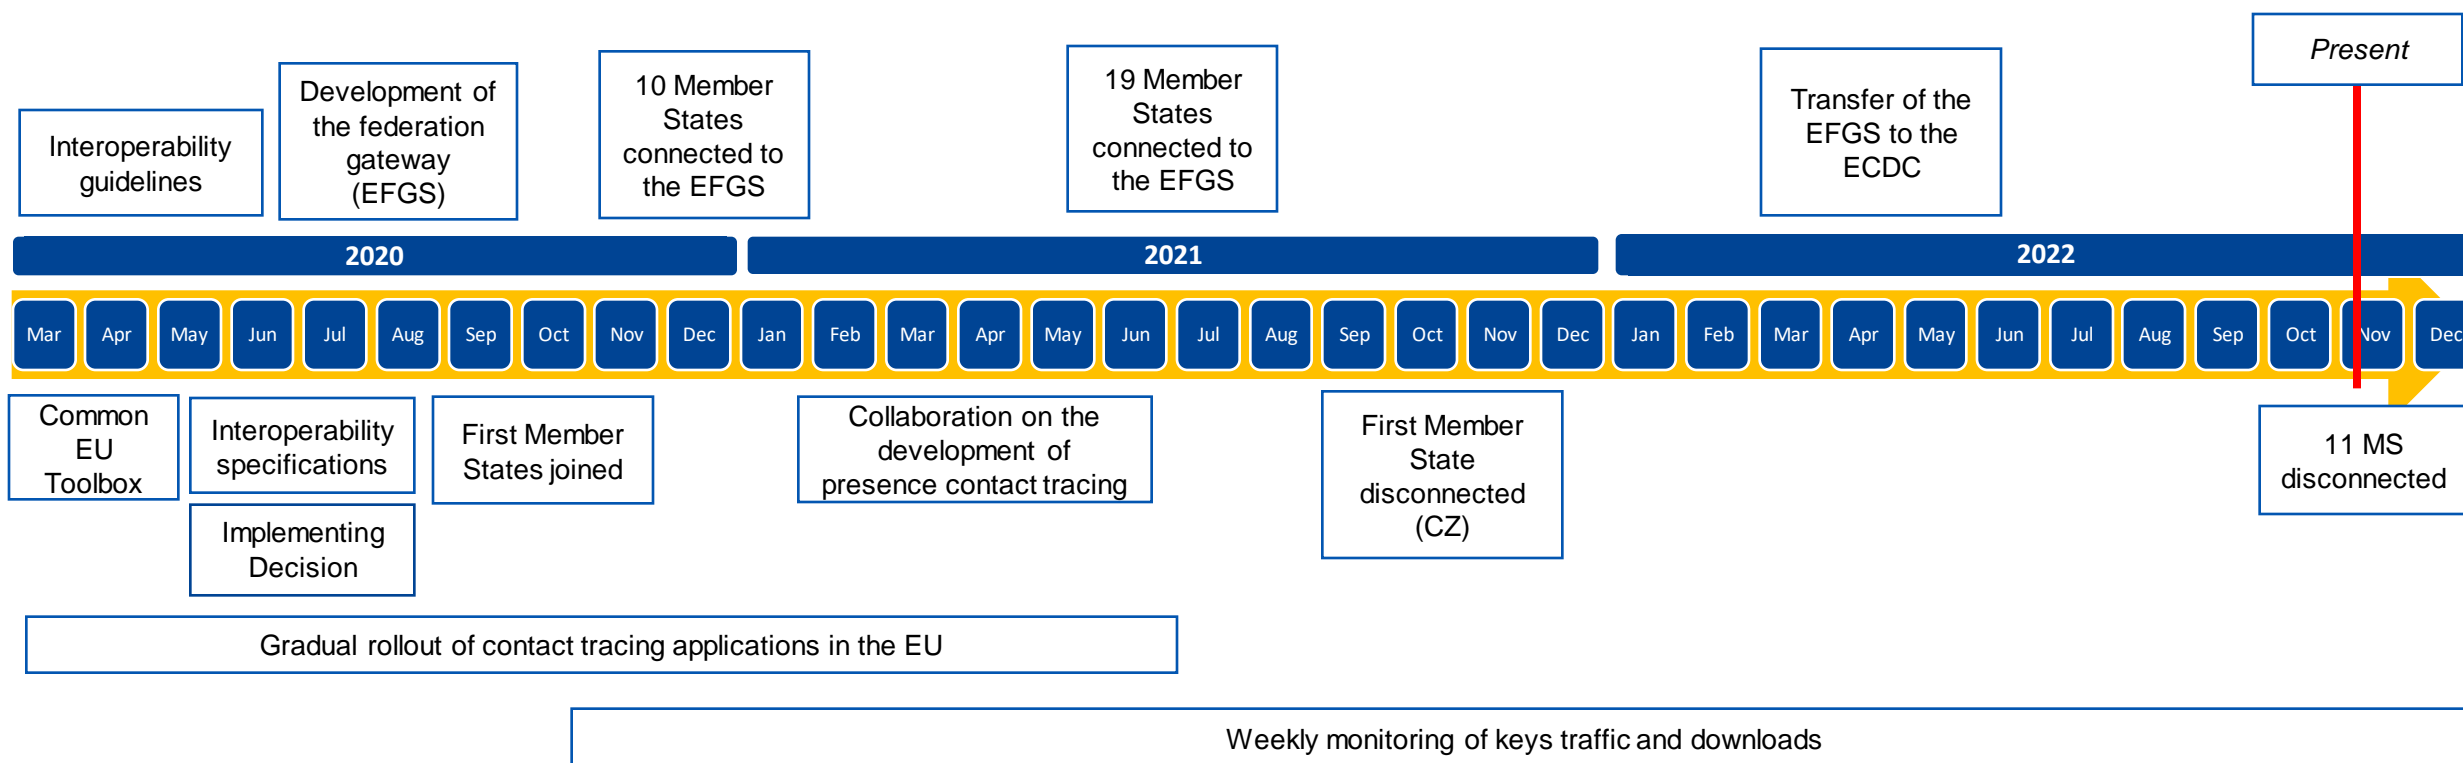 Present
Interoperability
guidelines
Development of
the federation
gateway
(EFGS)
10 Member
States
connected to
the EFGS
19 Member
States
connected to
the EFGS
Transfer of the
EFGS to the
ECDC
2020
2021
2022
Mar Apr May Jun Jul Aug Sep Oct Nov Dec Jan Feb Mar Apr May Jun Jul Aug Sep Oct Nov Dec Jan Feb Mar Apr May Jun Jul Aug Sep Oct Nov Dec
Common
EU
Toolbox
Interoperability
specifications
Implementing
Decision
First Member
States joined
Collaboration on the
development of
presence contact tracing
First Member
State
disconnected
(CZ)
11 MS
disconnected
Gradual rollout of contact tracing applications in the EU
Weekly monitoring of keys traffic and downloads